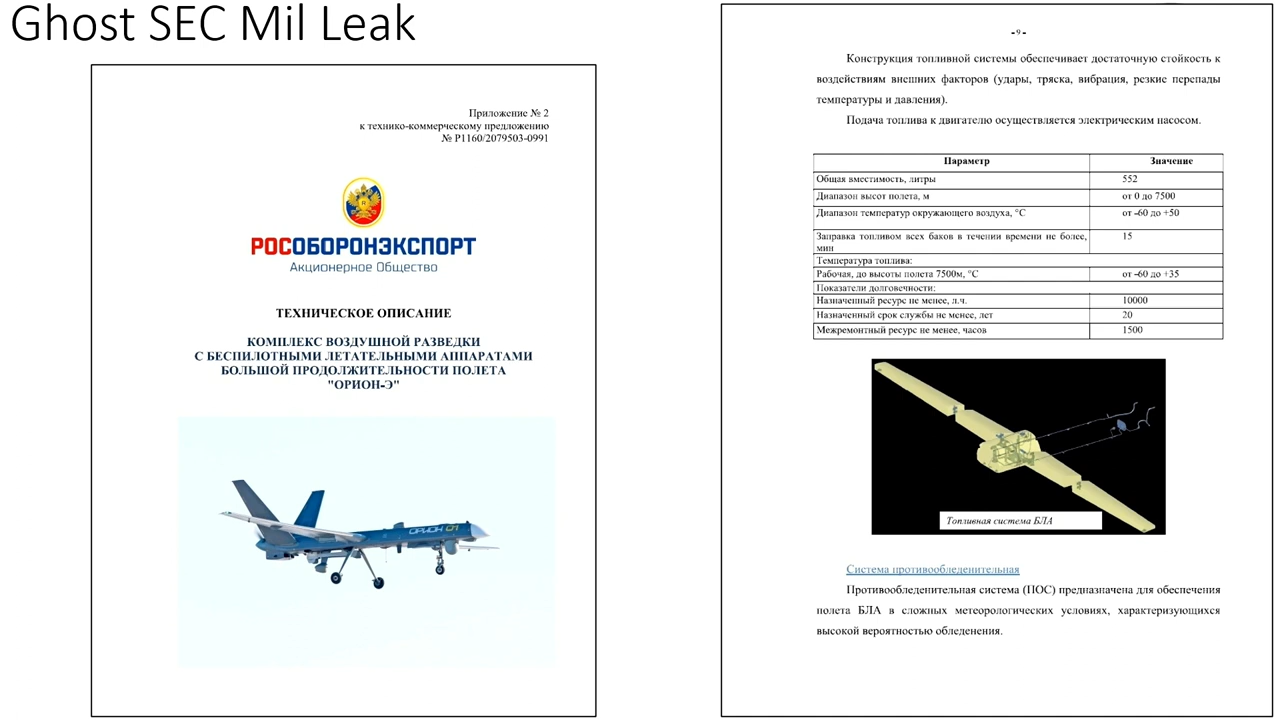 Ghost SEC Mil Leak
Приложение № 2
к технико-коммерческому предложению
№ Р1160/2079503-0991
РОСОБОРОНЭКСПОРТ
Акционерное Общество
ТЕХНИЧЕСКОЕ ОПИСАНИЕ
КОМПЛЕКС ВОЗДУШНОЙ РАЗВЕДКИ
С БЕСПИЛОТНЫМИ ЛЕТАТЕЛЬНЫМИ АППАРАТАМИ
БОЛЬШОЙ ПРОДОЛЖИТЕЛЬНОСТИ ПОЛЕТА
"ОРИОН-Э"
ОРИОН
- 9 -
Конструкция топливной системы обеспечивает достаточную стойкость к
воздействиям внешних факторов (удары, тряска, вибрация, резкие перепады
температуры и давления).
Подача топлива к двигателю осуществляется электрическим насосом.
Параметр Значение
Общая вместимость, литры 552
Диапазон высот полета, м от 0 до 7500
Диапазон температур окружающего воздуха, °С от -60 до +50
Заправка топливом всех баков в течении времени не более, 15
мин
Температура топлива:
Рабочая, до высоты полета 7500м, °С от -60 до +35
Показатели долговечности:
Назначенный ресурс не менее, л.ч. 10000
Назначенный срок службы не менее, лет 20
Межремонтный ресурс не менее, часов 1500
Топливная система БЛА
Система противообледенительная
Противообледенительная система (ПОС) предназначена для обеспечения
полета БЛА в сложных метеорологических условиях, характеризующихся
высокой вероятностью обледенения.